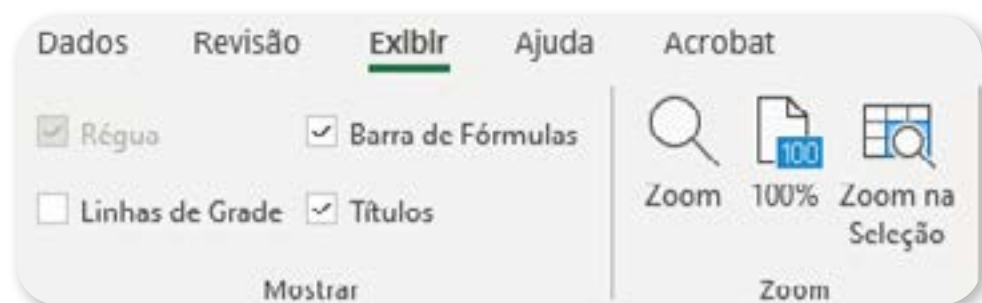 Dados Revisão Exibir Ajuda Acrobat
Régua Barra de Fórmulas
Linhas de Grade Títulos
100
Zoom 100% Zoom na
Seleção
Mostrar Zoom